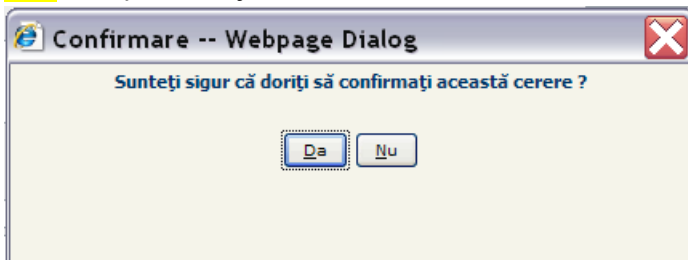 Confirmare -- Webpage Dialog
Sunteţi sigur că doriţi să confirmaţi această cerere ?
Da
Nu